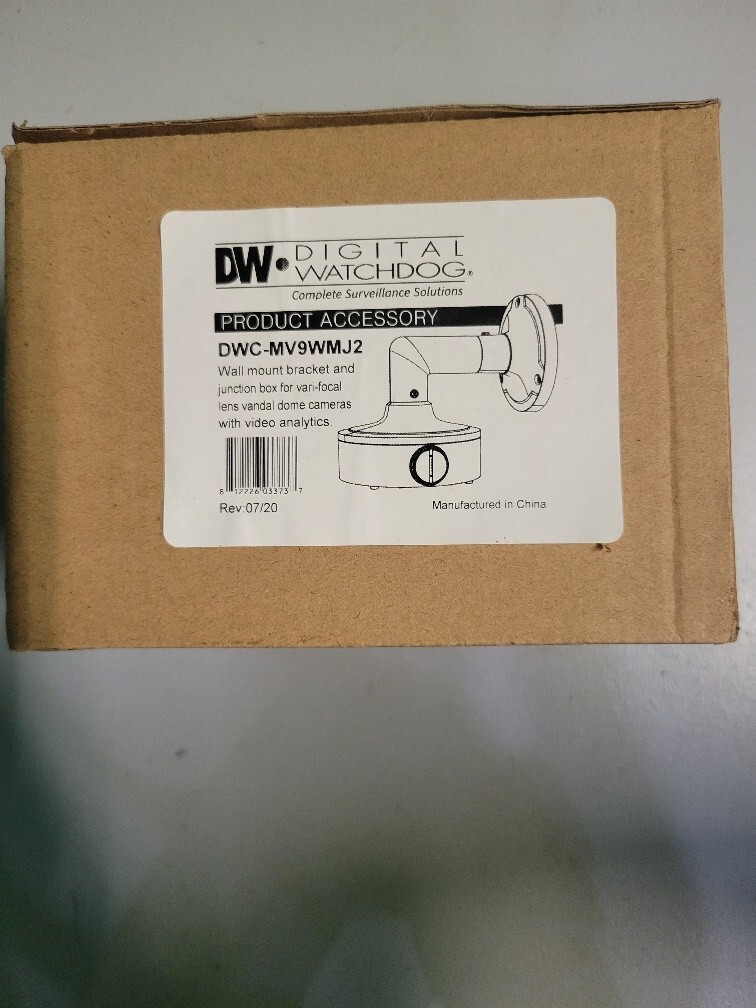 DW DIGITAL
WATCHDOG®
Complete Surveillance Solutions
PRODUCT ACCESSORY
DWC-MV9WMJ2
Wall mount bracket and
junction box for vari-focal
lens vandal dome cameras
with video analytics.
8 12226 03373 7
Rev:07/20
Manufactured in China